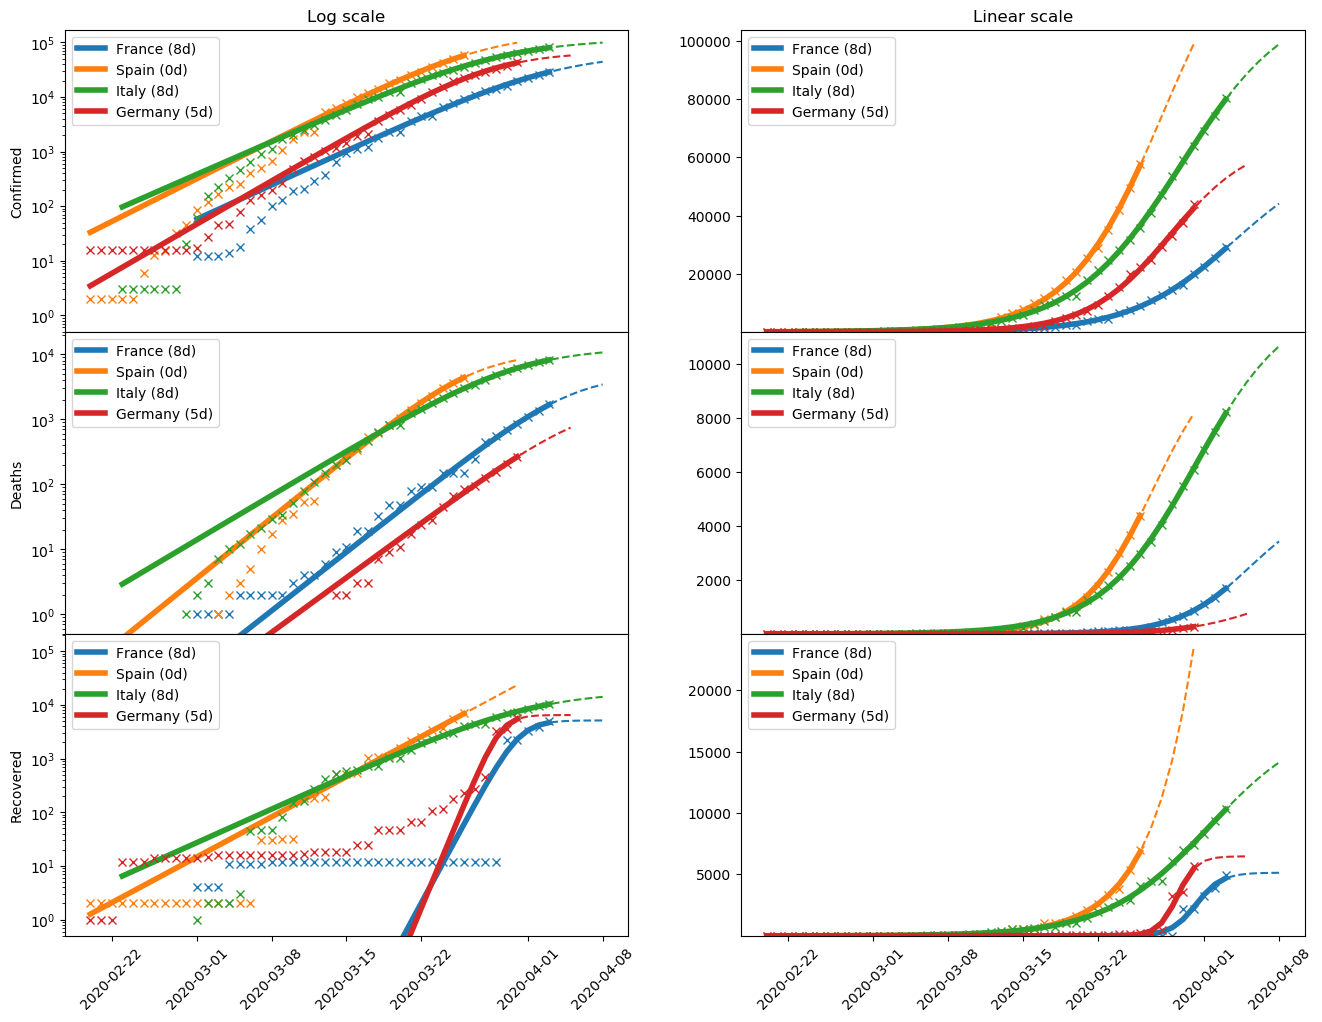 Log scale
Linear scale
Confirmed
10^5
10^4
10^3
10^2
10^1
10^0
France (8d)
Spain (0d)
Italy (8d)
Germany (5d)
100000
80000
60000
40000
20000
France (8d)
Spain (0d)
Italy (8d)
Germany (5d)
Deaths
10^4
10^3
10^2
10^1
10^0
France (8d)
Spain (0d)
Italy (8d)
Germany (5d)
10000
8000
6000
4000
2000
France (8d)
Spain (0d)
Italy (8d)
Germany (5d)
Recovered
10^5
10^4
10^3
10^2
10^1
10^0
France (8d)
Spain (0d)
Italy (8d)
Germany (5d)
20000
15000
10000
5000
France (8d)
Spain (0d)
Italy (8d)
Germany (5d)
2020-02-22
2020-03-01
2020-03-08
2020-03-15
2020-03-22
2020-04-01
2020-04-08
2020-02-22
2020-03-01
2020-03-08
2020-03-15
2020-03-22
2020-04-01
2020-04-08